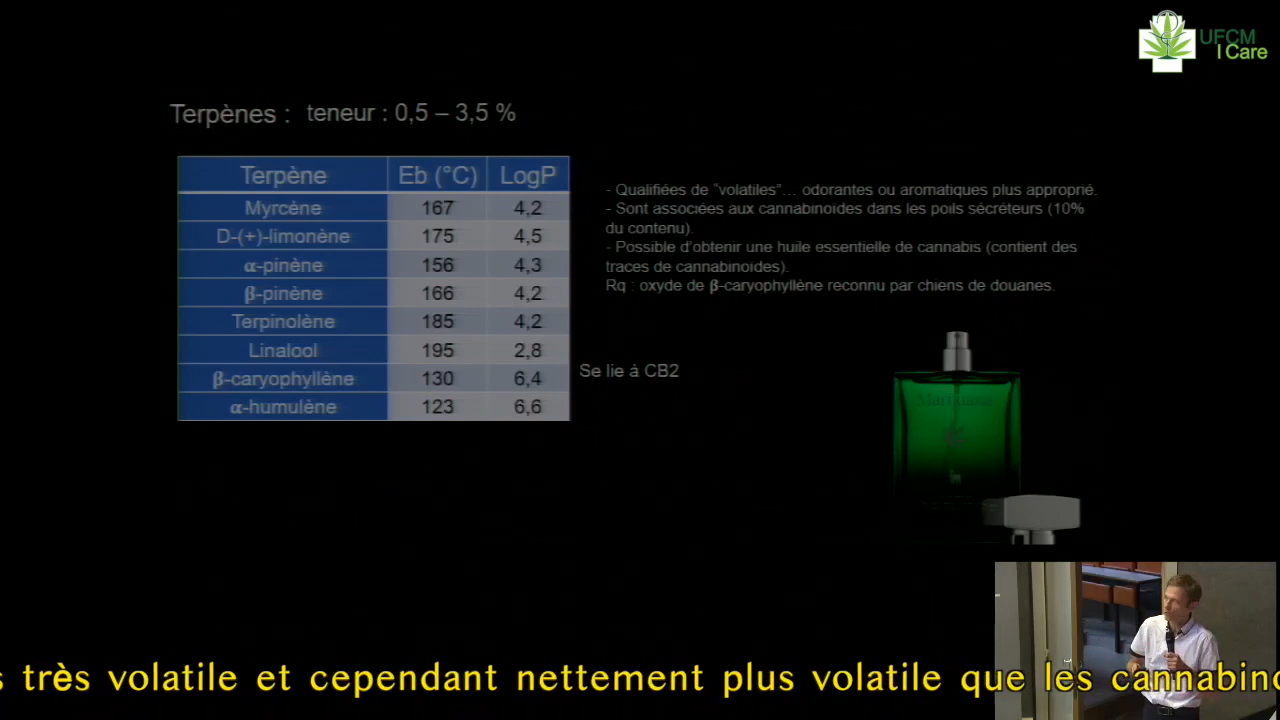 UFCM
I Care
Terpènes : teneur : 0,5 – 3,5 %
Terpène Eb (°C) LogP
Myrcène 167 4,2
D-(+)-limonène 175 4,5
α-pinène 156 4,3
β-pinène 166 4,2
Terpinolène 185 4,2
Linalool 195 2,8
β-caryophyllène 130 6,4
α-humulène 123 6,6
- Qualifiées de "volatiles"… odorantes ou aromatiques plus approprié.
- Sont associées aux cannabinoides dans les poils sécréteurs (10%
du contenu).
- Possible d'obtenir une huile essentielle de cannabis (contient des
traces de cannabinoides).
Rq : oxyde de β-caryophyllène reconnu par chiens de douanes.
Se lie à CB2
s très volatile et cependant nettement plus volatile que les cannabino